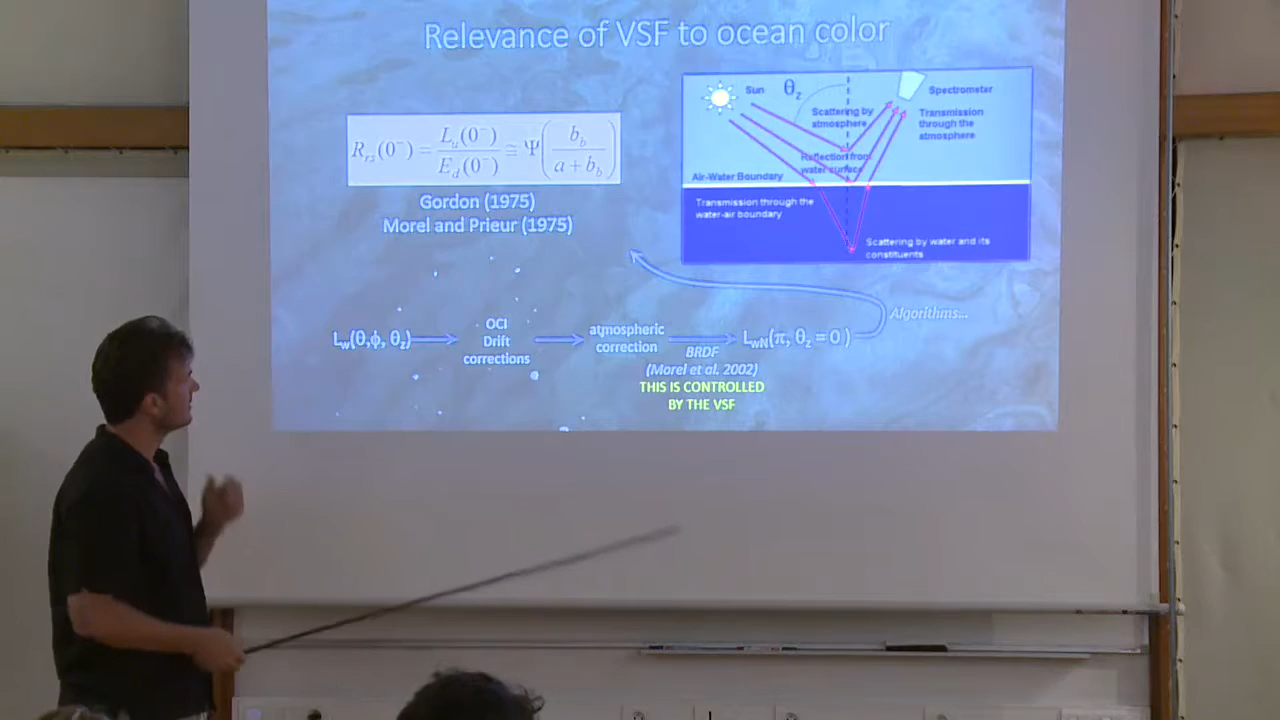 Relevance of VSF to ocean color
R_rs(0⁻) = L_u(0⁻) / E_d(0⁻) ≅ Ψ( b_b / (a + b_b) )
Gordon (1975)
Morel and Prieur (1975)
Sun
θ_z
Spectrometer
Scattering by
atmosphere
Transmission
through the
atmosphere
Reflection from
water surface
Air-Water Boundary
Transmission through the
water-air boundary
Scattering by water and its
constituents
Algorithms...
L_w(θ,ϕ, θ_z)
OCI
Drift
corrections
atmospheric
correction
BRDF
(Morel et al. 2002)
THIS IS CONTROLLED
BY THE VSF
L_wN(π, θ_z = 0 )